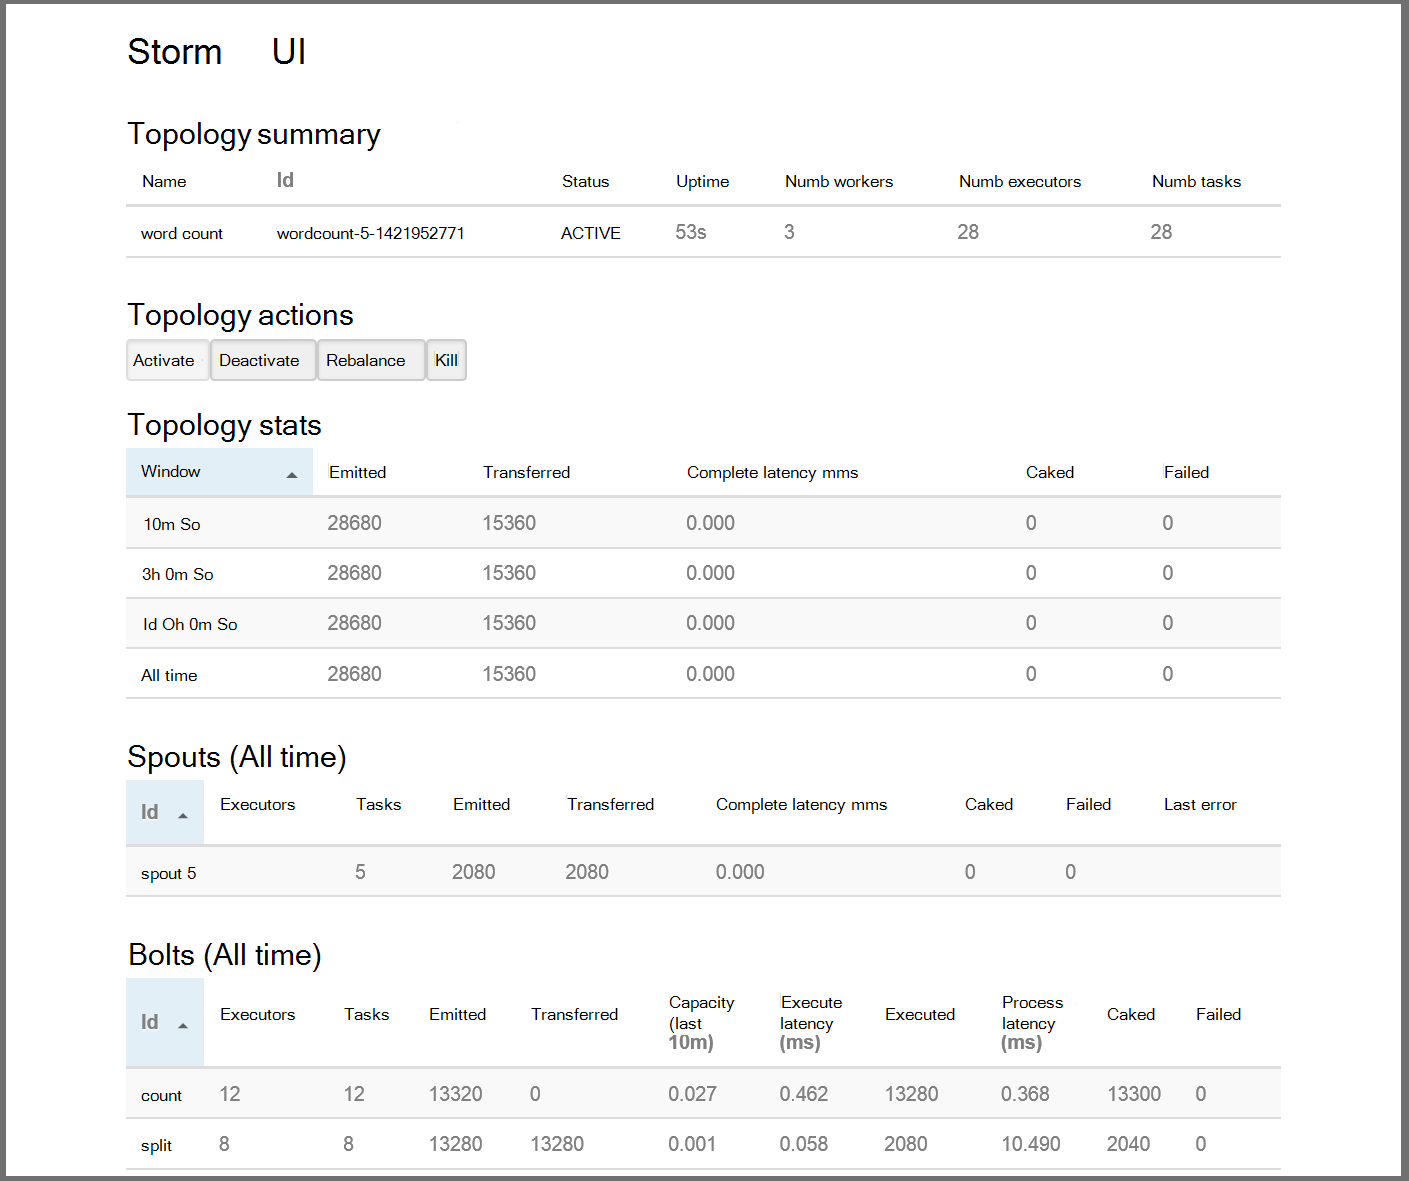 Storm UI
Topology summary
Name Id Status Uptime Numb workers Numb executors Numb tasks
word count wordcount-5-1421952771 ACTIVE 53s 3 28 28
Topology actions
Activate Deactivate Rebalance Kill
Topology stats
Window Emitted Transferred Complete latency mms Caked Failed
10m So 28680 15360 0.000 0 0
3h 0m So 28680 15360 0.000 0 0
Id Oh 0m So 28680 15360 0.000 0 0
All time 28680 15360 0.000 0 0
Spouts (All time)
Id Executors Tasks Emitted Transferred Complete latency mms Caked Failed Last error
spout 5 5 2080 2080 0.000 0 0
Bolts (All time)
Id Executors Tasks Emitted Transferred Capacity (last 10m) Execute latency (ms) Executed Process latency (ms) Caked Failed
count 12 12 13320 0 0.027 0.462 13280 0.368 13300 0
split 8 8 13280 13280 0.001 0.058 2080 10.490 2040 0